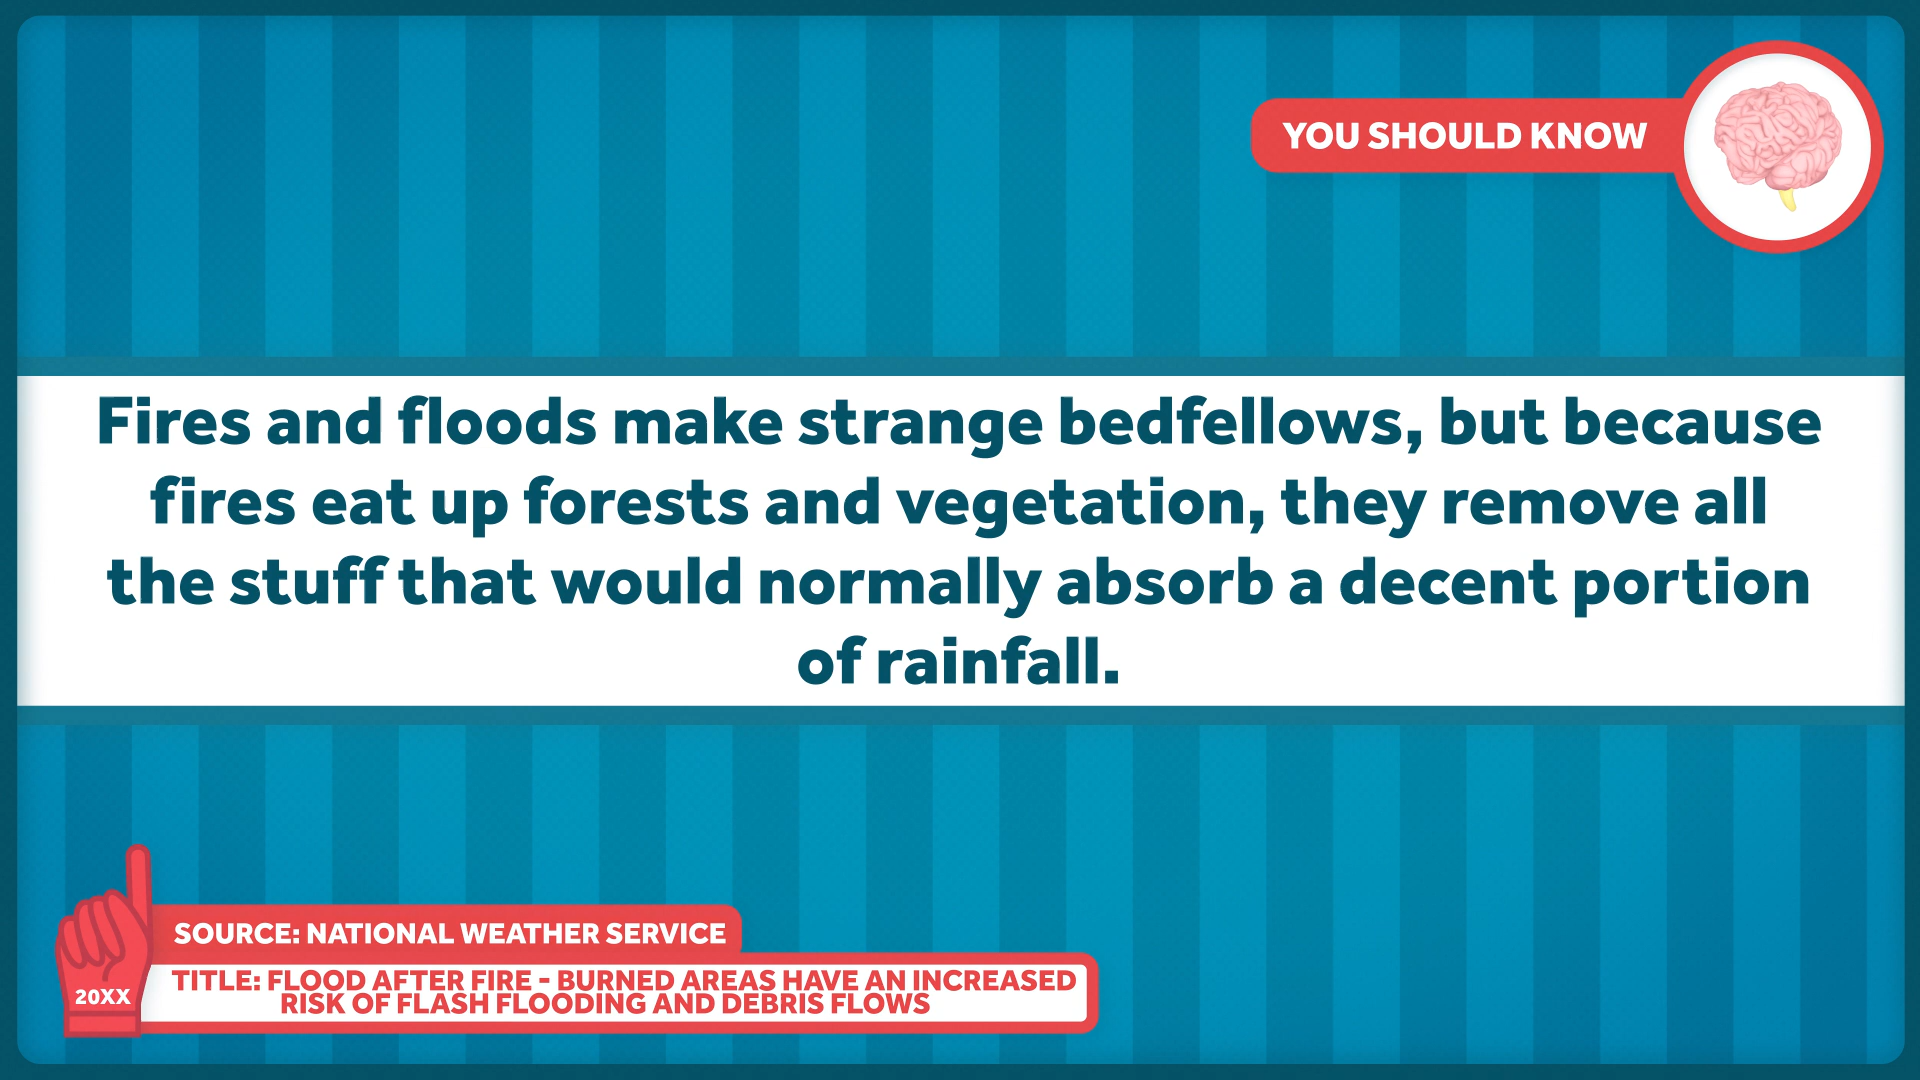 YOU SHOULD KNOW
Fires and floods make strange bedfellows, but because
fires eat up forests and vegetation, they remove all
the stuff that would normally absorb a decent portion
of rainfall.
SOURCE: NATIONAL WEATHER SERVICE
TITLE: FLOOD AFTER FIRE - BURNED AREAS HAVE AN INCREASED
RISK OF FLASH FLOODING AND DEBRIS FLOWS
20XX